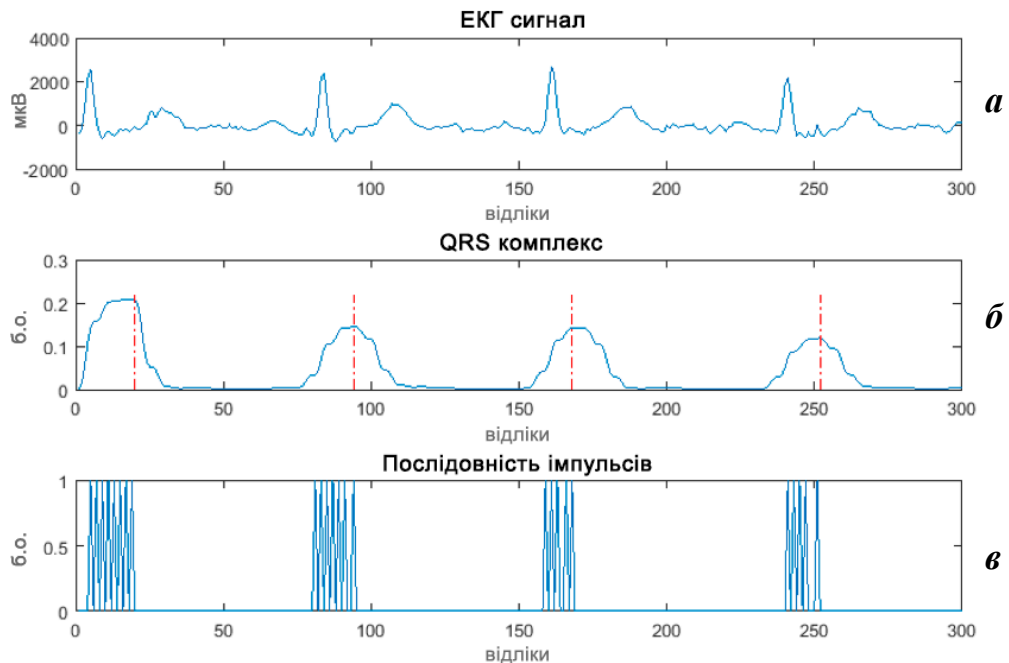 ЕКГ сигнал
4000
2000
0
-2000
мкВ
0 50 100 150 200 250 300
відліки
а
QRS комплекс
0.3
0.2
0.1
0
б.о.
0 50 100 150 200 250 300
відліки
б
Послідовність імпульсів
1
0.5
0
б.о.
0 50 100 150 200 250 300
відліки
в